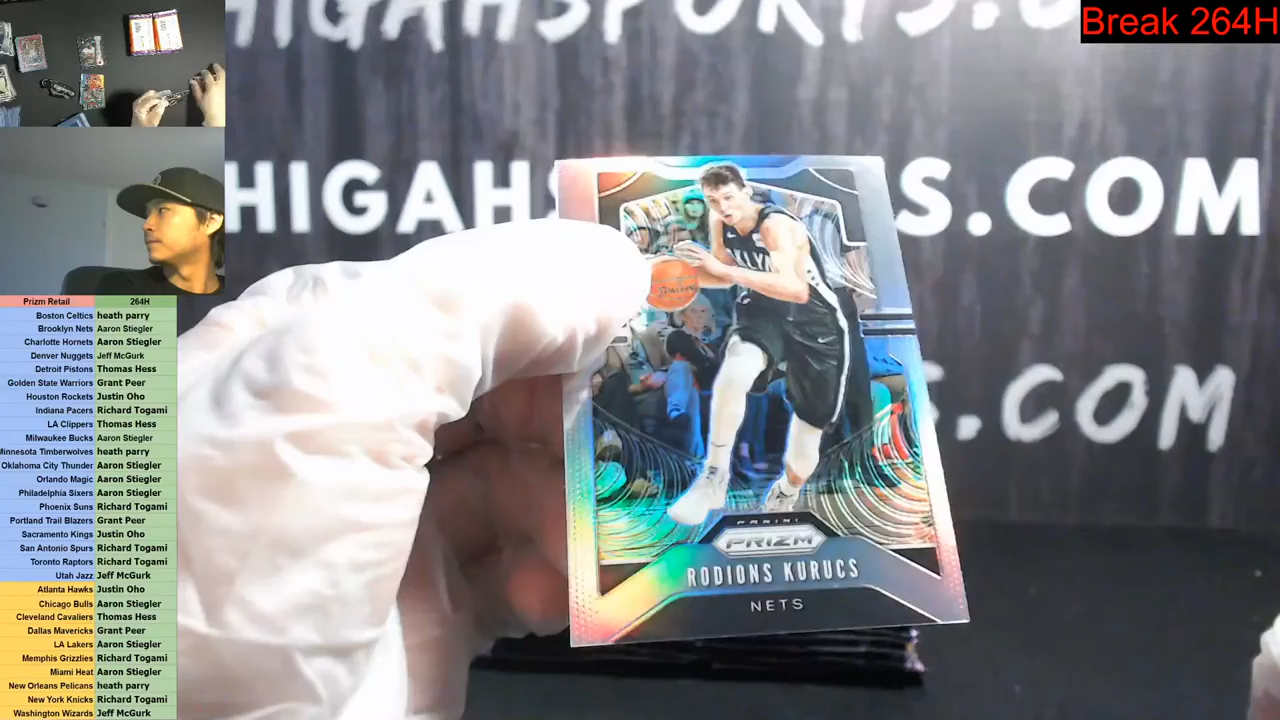 Break 264H
HIGAHSPORTS.C
HIGAHS
S.COM
.COM
BROOKLYN
SPALDING
PANINI
PRIZM
RODIONS KURUCS
NETS
Prizm Retail 264H
Boston Celtics heath parry
Brooklyn Nets Aaron Stiegler
Charlotte Hornets Aaron Stiegler
Denver Nuggets Jeff McGurk
Detroit Pistons Thomas Hess
Golden State Warriors Grant Peer
Houston Rockets Justin Oho
Indiana Pacers Richard Togami
LA Clippers Thomas Hess
Milwaukee Bucks Aaron Stiegler
Minnesota Timberwolves heath parry
Oklahoma City Thunder Aaron Stiegler
Orlando Magic Aaron Stiegler
Philadelphia Sixers Aaron Stiegler
Phoenix Suns Richard Togami
Portland Trail Blazers Grant Peer
Sacramento Kings Justin Oho
San Antonio Spurs Richard Togami
Toronto Raptors Richard Togami
Utah Jazz Jeff McGurk
Atlanta Hawks Justin Oho
Chicago Bulls Aaron Stiegler
Cleveland Cavaliers Thomas Hess
Dallas Mavericks Grant Peer
LA Lakers Aaron Stiegler
Memphis Grizzlies Richard Togami
Miami Heat Aaron Stiegler
New Orleans Pelicans heath parry
New York Knicks Richard Togami
Washington Wizards Jeff McGurk